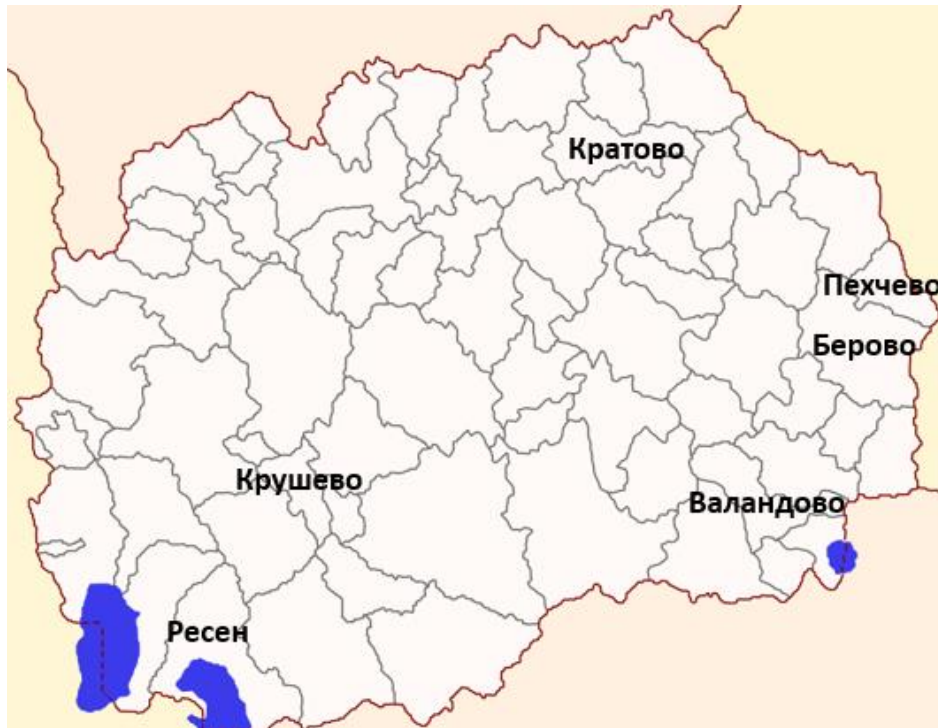 Кратово
Пехчево
Берово
Крушево
Валандово
Ресен